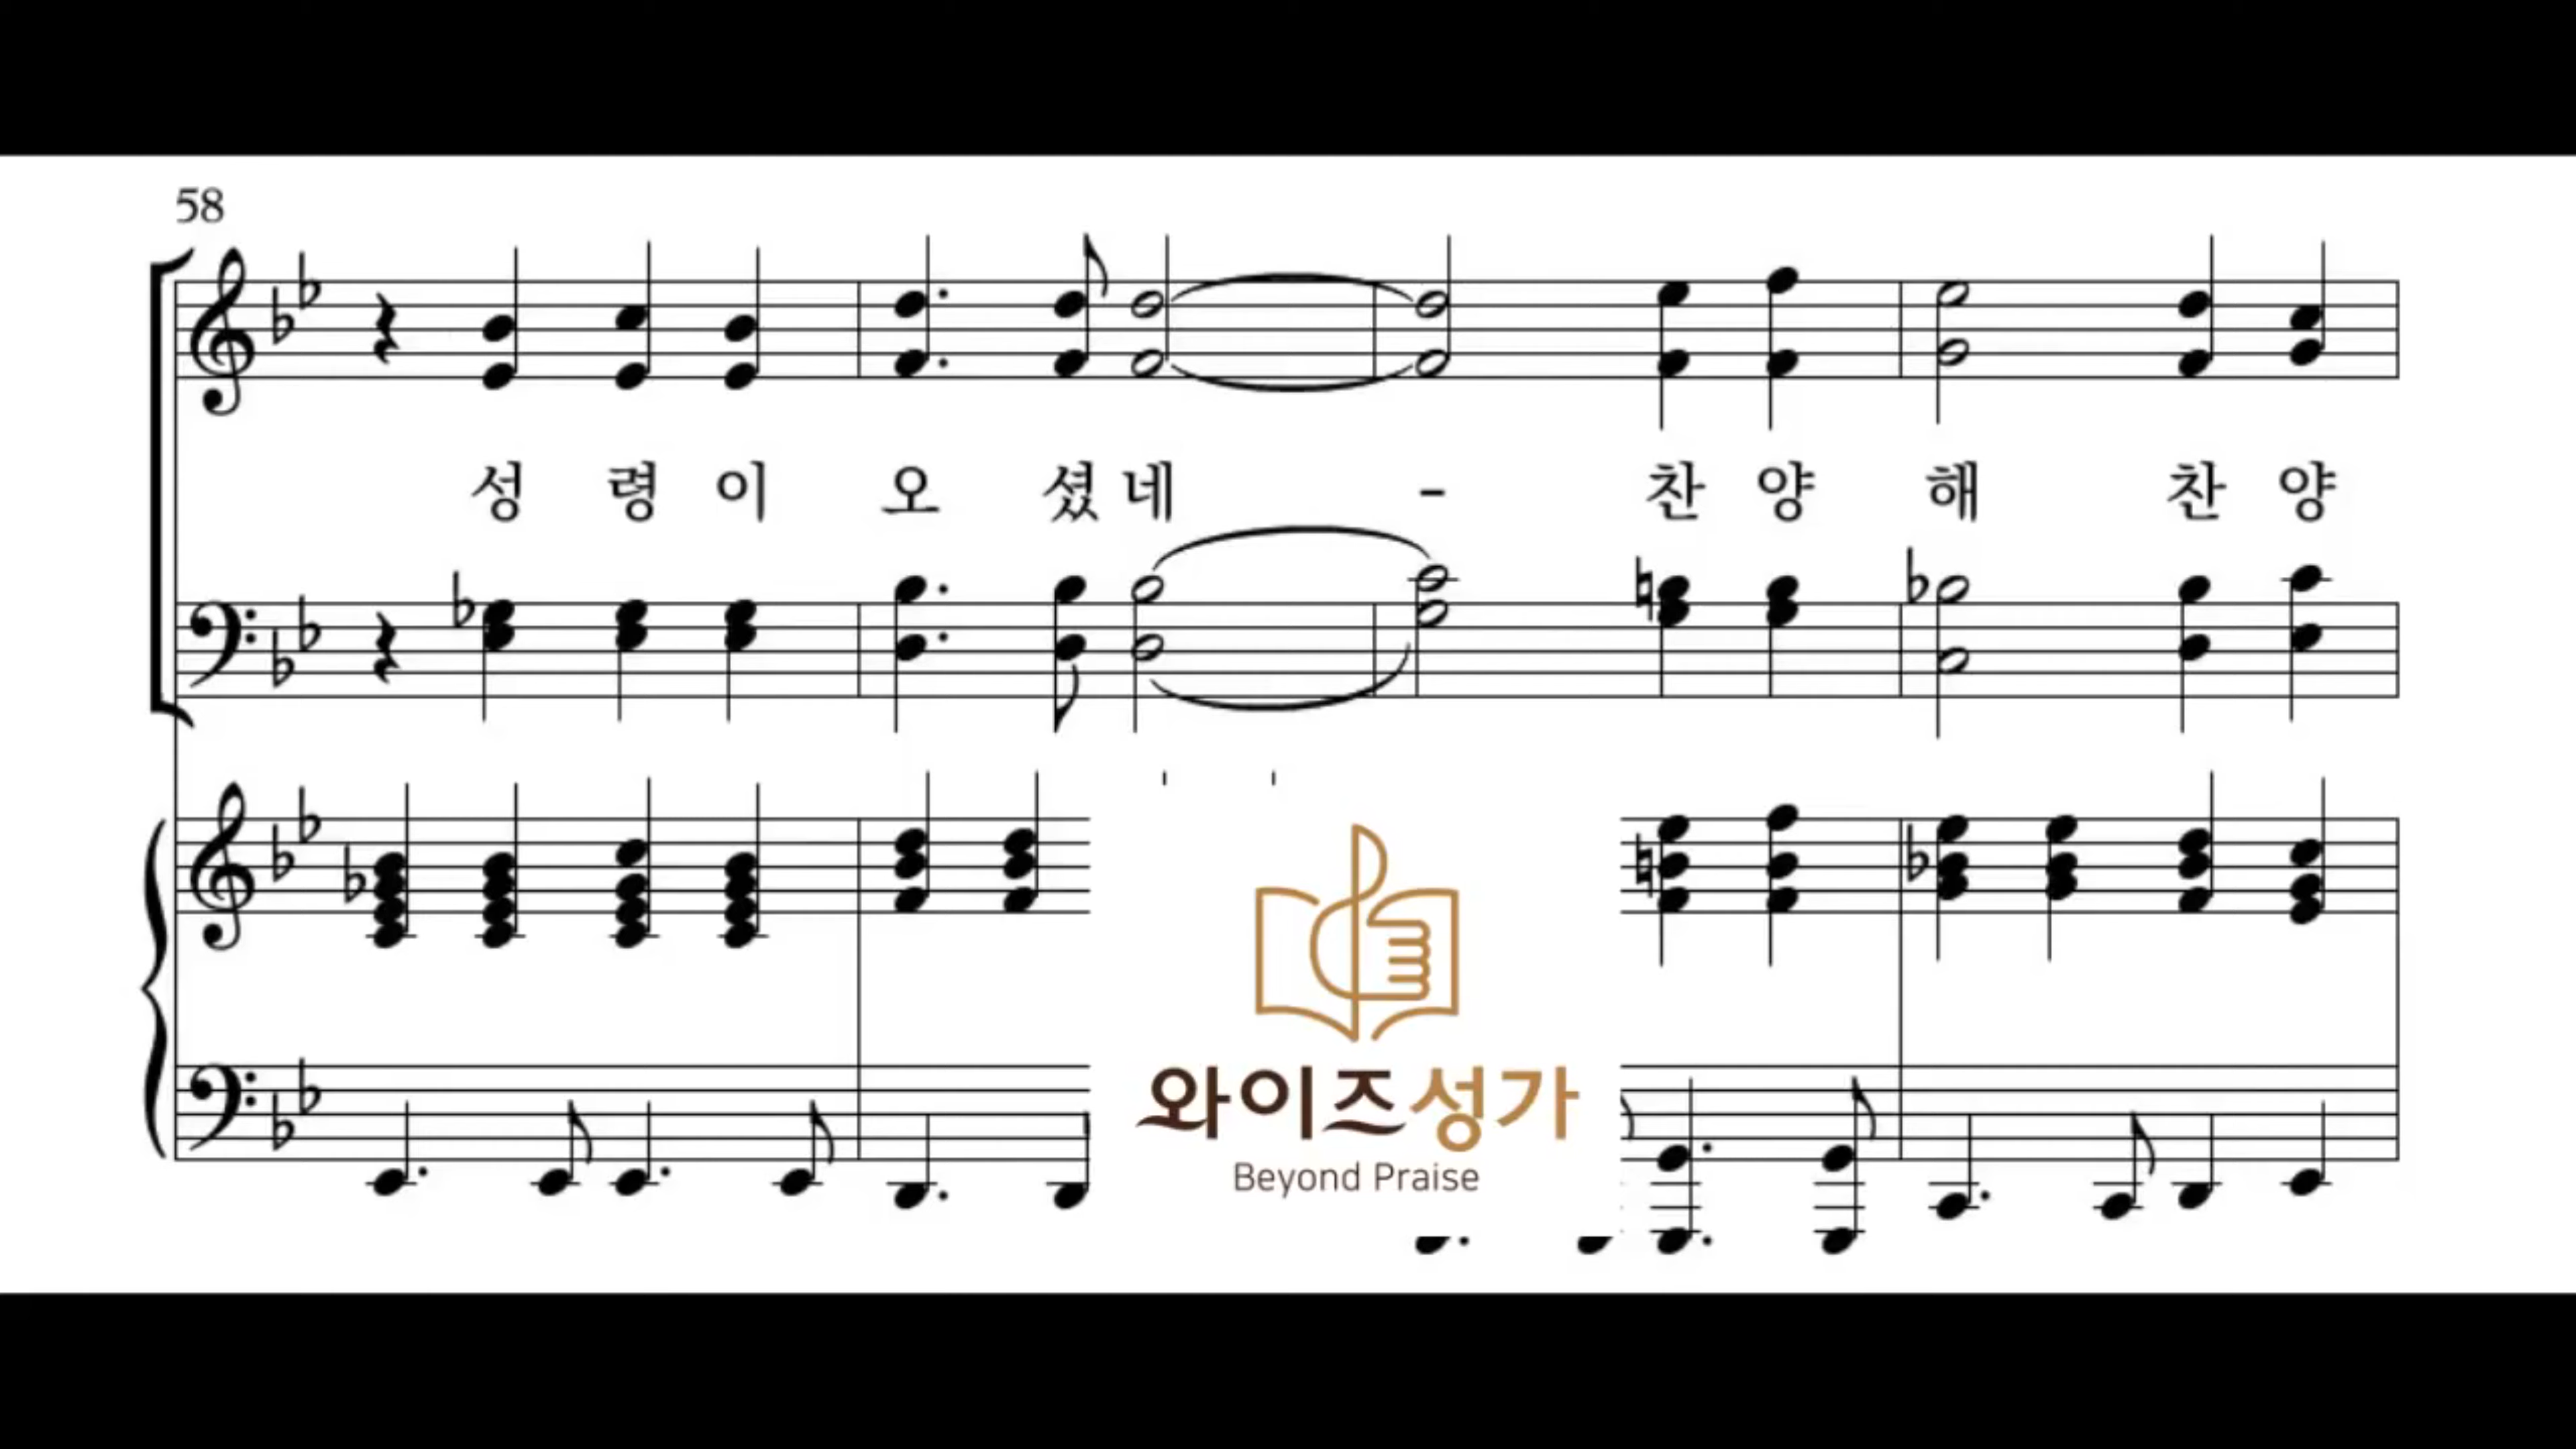 58
성 령 이 오 셨 네 - 찬 양 해 찬 양
와이즈성가
Beyond Praise